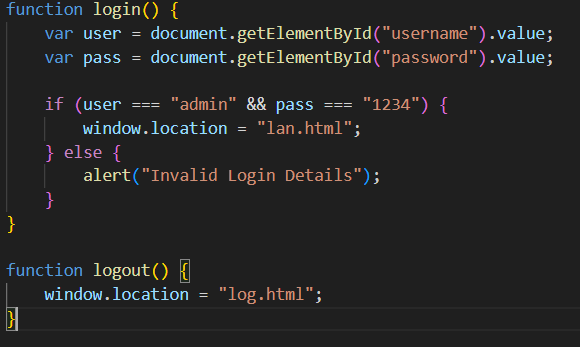 function login() {
    var user = document.getElementById("username").value;
    var pass = document.getElementById("password").value;

    if (user === "admin" && pass === "1234") {
        window.location = "lan.html";
    } else {
        alert("Invalid Login Details");
    }
}

function logout() {
    window.location = "log.html";
}